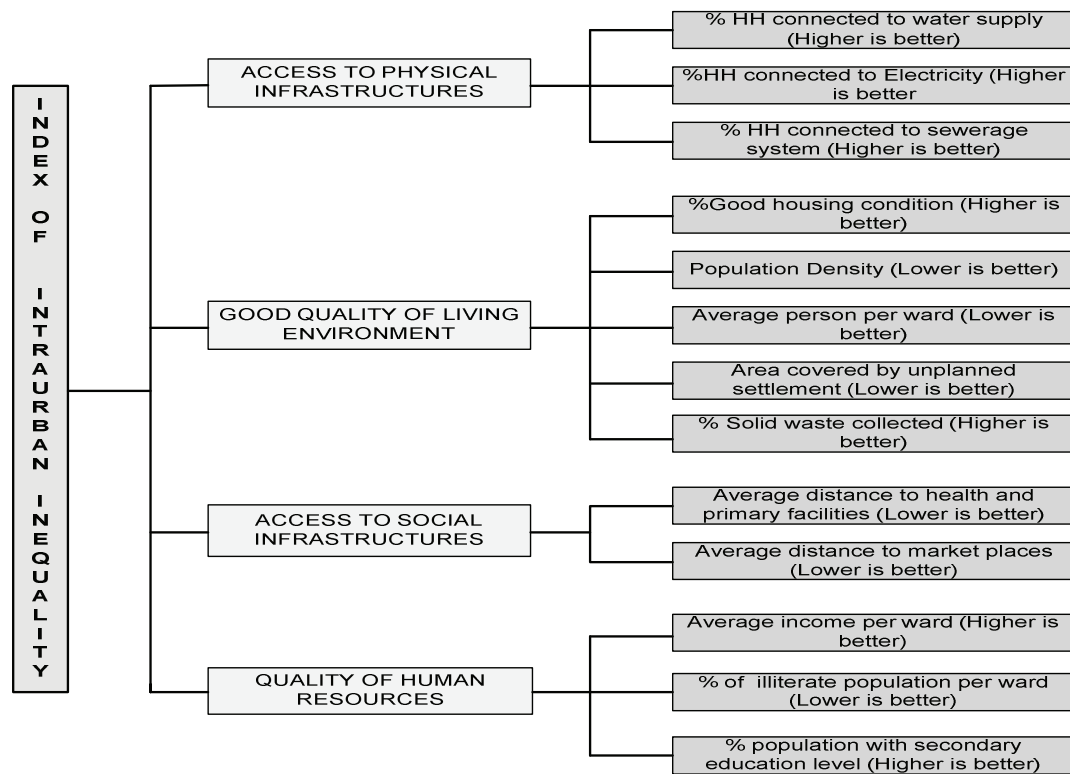 INDEX OF INTRAURBAN INEQUALITY
ACCESS TO PHYSICAL
INFRASTRUCTURES
% HH connected to water supply
(Higher is better)
%HH connected to Electricity (Higher
is better
% HH connected to sewerage
system (Higher is better)
GOOD QUALITY OF LIVING
ENVIRONMENT
%Good housing condition (Higher is
better)
Population Density (Lower is better)
Average person per ward (Lower is
better)
Area covered by unplanned
settlement (Lower is better)
% Solid waste collected (Higher is
better)
ACCESS TO SOCIAL
INFRASTRUCTURES
Average distance to health and
primary facilities (Lower is better)
Average distance to market places
(Lower is better)
QUALITY OF HUMAN
RESOURCES
Average income per ward (Higher is
better)
% of illiterate population per ward
(Lower is better)
% population with secondary
education level (Higher is better)